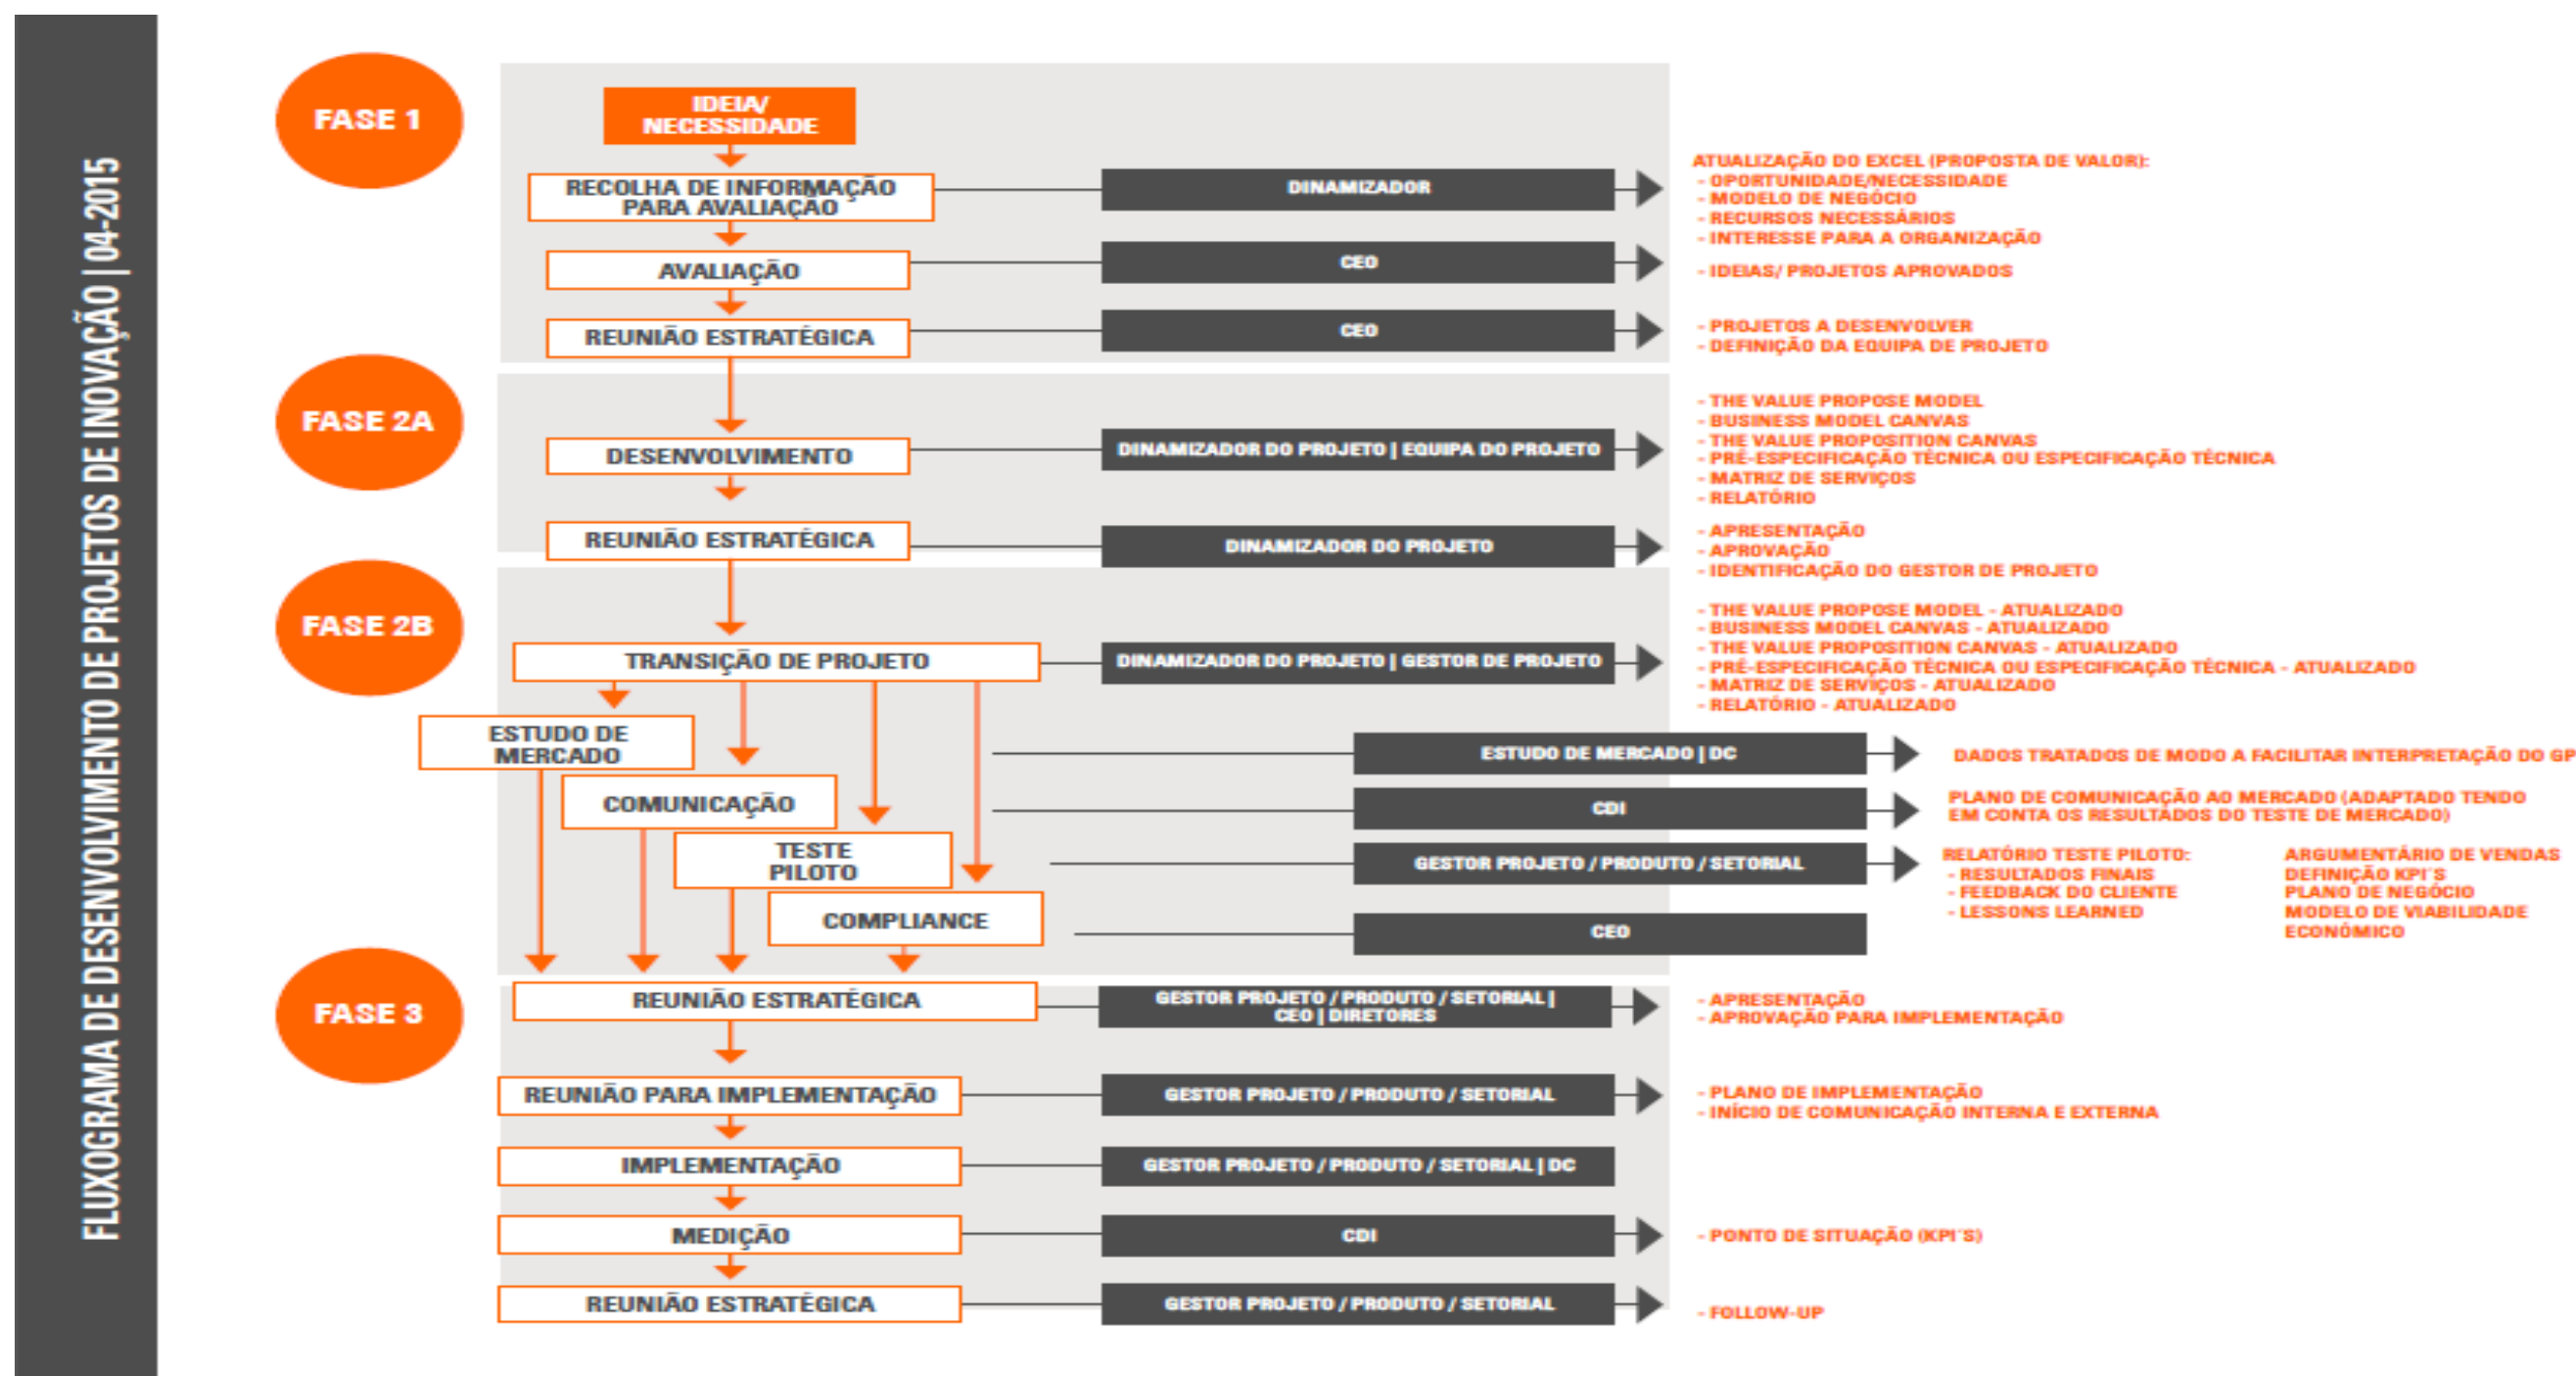 FLUXOGRAMA DE DESENVOLVIMENTO DE PROJETOS DE INOVAÇÃO | 04-2015
FASE 1
IDEIA/
NECESSIDADE
RECOLHA DE INFORMAÇÃO
PARA AVALIAÇÃO
DINAMIZADOR
ATUALIZAÇÃO DO EXCEL (PROPOSTA DE VALOR):
- OPORTUNIDADE/NECESSIDADE
- MODELO DE NEGÓCIO
- RECURSOS NECESSÁRIOS
- INTERESSE PARA A ORGANIZAÇÃO
AVALIAÇÃO
CEO
- IDEIAS/ PROJETOS APROVADOS
REUNIÃO ESTRATÉGICA
CEO
- PROJETOS A DESENVOLVER
- DEFINIÇÃO DA EQUIPA DE PROJETO
FASE 2A
DESENVOLVIMENTO
DINAMIZADOR DO PROJETO | EQUIPA DO PROJETO
- THE VALUE PROPOSE MODEL
- BUSINESS MODEL CANVAS
- THE VALUE PROPOSITION CANVAS
- PRÉ-ESPECIFICAÇÃO TÉCNICA OU ESPECIFICAÇÃO TÉCNICA
- MATRIZ DE SERVIÇOS
- RELATÓRIO
REUNIÃO ESTRATÉGICA
DINAMIZADOR DO PROJETO
- APRESENTAÇÃO
- APROVAÇÃO
- IDENTIFICAÇÃO DO GESTOR DE PROJETO
FASE 2B
TRANSIÇÃO DE PROJETO
DINAMIZADOR DO PROJETO | GESTOR DE PROJETO
- THE VALUE PROPOSE MODEL - ATUALIZADO
- BUSINESS MODEL CANVAS - ATUALIZADO
- THE VALUE PROPOSITION CANVAS - ATUALIZADO
- PRÉ-ESPECIFICAÇÃO TÉCNICA OU ESPECIFICAÇÃO TÉCNICA - ATUALIZADO
- MATRIZ DE SERVIÇOS - ATUALIZADO
- RELATÓRIO - ATUALIZADO
ESTUDO DE
MERCADO
ESTUDO DE MERCADO | DC
DADOS TRATADOS DE MODO A FACILITAR INTERPRETAÇÃO DO GP
COMUNICAÇÃO
CDI
PLANO DE COMUNICAÇÃO AO MERCADO (ADAPTADO TENDO
EM CONTA OS RESULTADOS DO TESTE DE MERCADO)
TESTE
PILOTO
GESTOR PROJETO / PRODUTO / SETORIAL
RELATÓRIO TESTE PILOTO:
- RESULTADOS FINAIS
- FEEDBACK DO CLIENTE
- LESSONS LEARNED
ARGUMENTÁRIO DE VENDAS
DEFINIÇÃO KPI´S
PLANO DE NEGÓCIO
MODELO DE VIABILIDADE
ECONÓMICO
COMPLIANCE
CEO
FASE 3
REUNIÃO ESTRATÉGICA
GESTOR PROJETO / PRODUTO / SETORIAL |
CEO | DIRETORES
- APRESENTAÇÃO
- APROVAÇÃO PARA IMPLEMENTAÇÃO
REUNIÃO PARA IMPLEMENTAÇÃO
GESTOR PROJETO / PRODUTO / SETORIAL
- PLANO DE IMPLEMENTAÇÃO
- INÍCIO DE COMUNICAÇÃO INTERNA E EXTERNA
IMPLEMENTAÇÃO
GESTOR PROJETO / PRODUTO / SETORIAL | DC
MEDIÇÃO
CDI
- PONTO DE SITUAÇÃO (KPI´S)
REUNIÃO ESTRATÉGICA
GESTOR PROJETO / PRODUTO / SETORIAL
- FOLLOW-UP